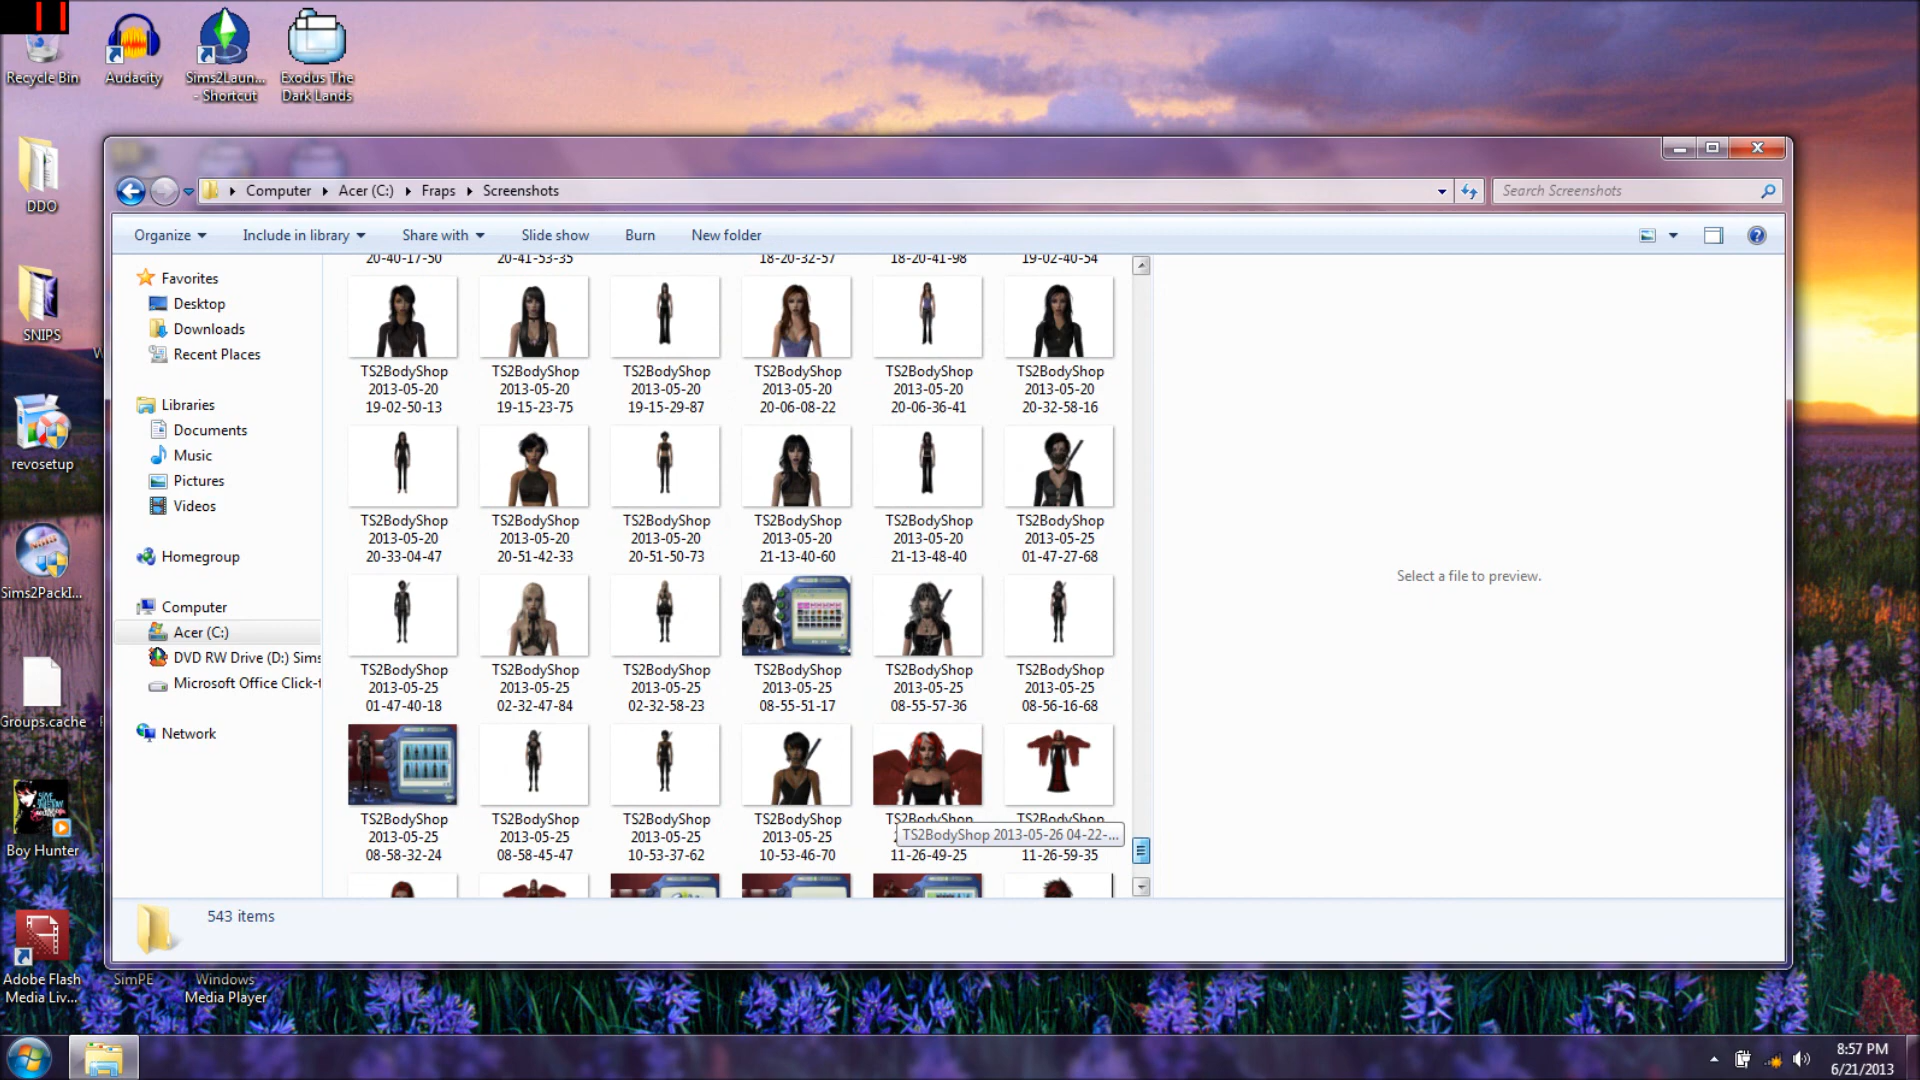 Recycle Bin
Audacity
Sims2Laun...
- Shortcut
Exodus The
Dark Lands
DDO
SNIPS
revosetup
Sims2PackI...
Groups.cache
Boy Hunter
Adobe Flash
Media Liv...
SimPE
Windows
Media Player
Computer
Acer (C:)
Fraps
Screenshots
Search Screenshots
Organize
Include in library
Share with
Slide show
Burn
New folder
Favorites
Desktop
Downloads
Recent Places
Libraries
Documents
Music
Pictures
Videos
Homegroup
Computer
Acer (C:)
DVD RW Drive (D:) Sims
Microsoft Office Click-t
Network
20-40-17-50
20-41-53-35
18-20-32-57
18-20-41-98
19-02-40-54
TS2BodyShop
2013-05-20
19-02-50-13
TS2BodyShop
2013-05-20
19-15-23-75
TS2BodyShop
2013-05-20
19-15-29-87
TS2BodyShop
2013-05-20
20-06-08-22
TS2BodyShop
2013-05-20
20-06-36-41
TS2BodyShop
2013-05-20
20-32-58-16
TS2BodyShop
2013-05-20
20-33-04-47
TS2BodyShop
2013-05-20
20-51-42-33
TS2BodyShop
2013-05-20
20-51-50-73
TS2BodyShop
2013-05-20
21-13-40-60
TS2BodyShop
2013-05-20
21-13-48-40
TS2BodyShop
2013-05-25
01-47-27-68
TS2BodyShop
2013-05-25
01-47-40-18
TS2BodyShop
2013-05-25
02-32-47-84
TS2BodyShop
2013-05-25
02-32-58-23
TS2BodyShop
2013-05-25
08-55-51-17
TS2BodyShop
2013-05-25
08-55-57-36
TS2BodyShop
2013-05-25
08-56-16-68
TS2BodyShop
2013-05-25
08-58-32-24
TS2BodyShop
2013-05-25
08-58-45-47
TS2BodyShop
2013-05-25
10-53-37-62
TS2BodyShop
2013-05-25
10-53-46-70
TS2BodyShop
11-26-49-25
TS2BodyShop
11-26-59-35
TS2BodyShop 2013-05-26 04-22-...
Select a file to preview.
543 items
8:57 PM
6/21/2013